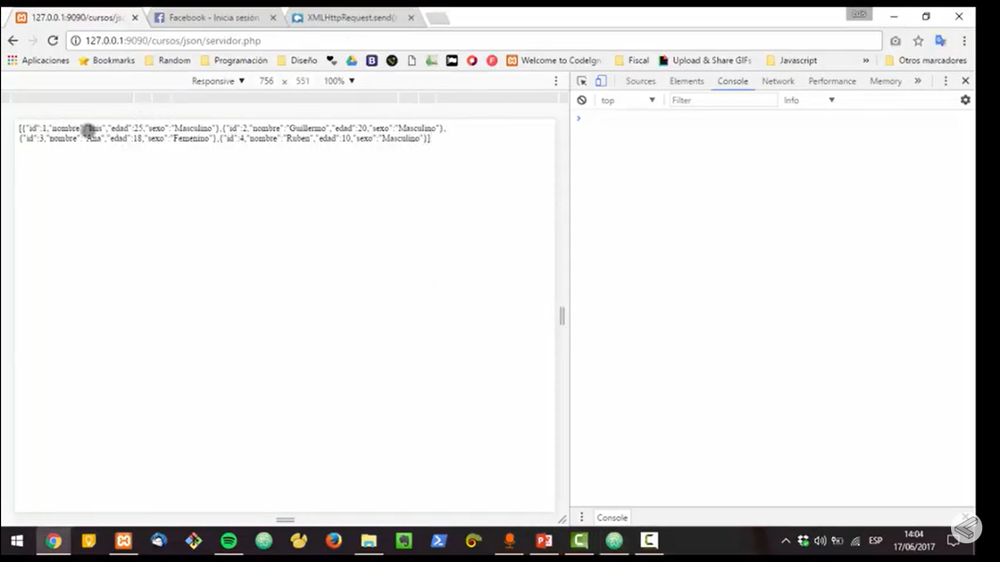 127.0.0.1:9090/cursos/js
Facebook - Inicia sesión
XMLHttpRequest.send()
Luis
127.0.0.1:9090/cursos/json/servidor.php
Aplicaciones
Bookmarks
Random
Programación
Diseño
Welcome to CodeIgn
Fiscal
Upload & Share GIFs
Javascript
»
Otros marcadores
Responsive
756 x 551
100%
Sources
Elements
Console
Network
Performance
Memory
»
top
Filter
Info
[{"id":1,"nombre":"Luis","edad":25,"sexo":"Masculino"},{"id":2,"nombre":"Guillermo","edad":20,"sexo":"Masculino"},
{"id":3,"nombre":"Ana","edad":18,"sexo":"Femenino"},{"id":4,"nombre":"Ruben","edad":10,"sexo":"Masculino"}]
Console
ESP
14:04
17/06/2017